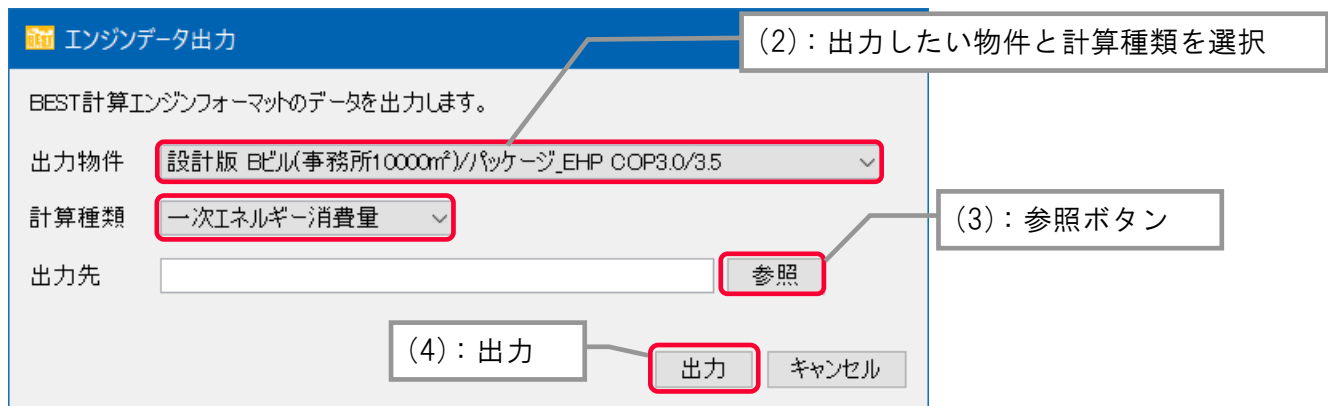 BEST エンジンデータ出力
(2)：出力したい物件と計算種類を選択
BEST計算エンジンフォーマットのデータを出力します。
出力物件 設計版 Bビル(事務所10000㎡)/パッケージ_EHP COP3.0/3.5
計算種類 一次エネルギー消費量
(3)：参照ボタン
出力先 参照
(4)：出力
出力 キャンセル